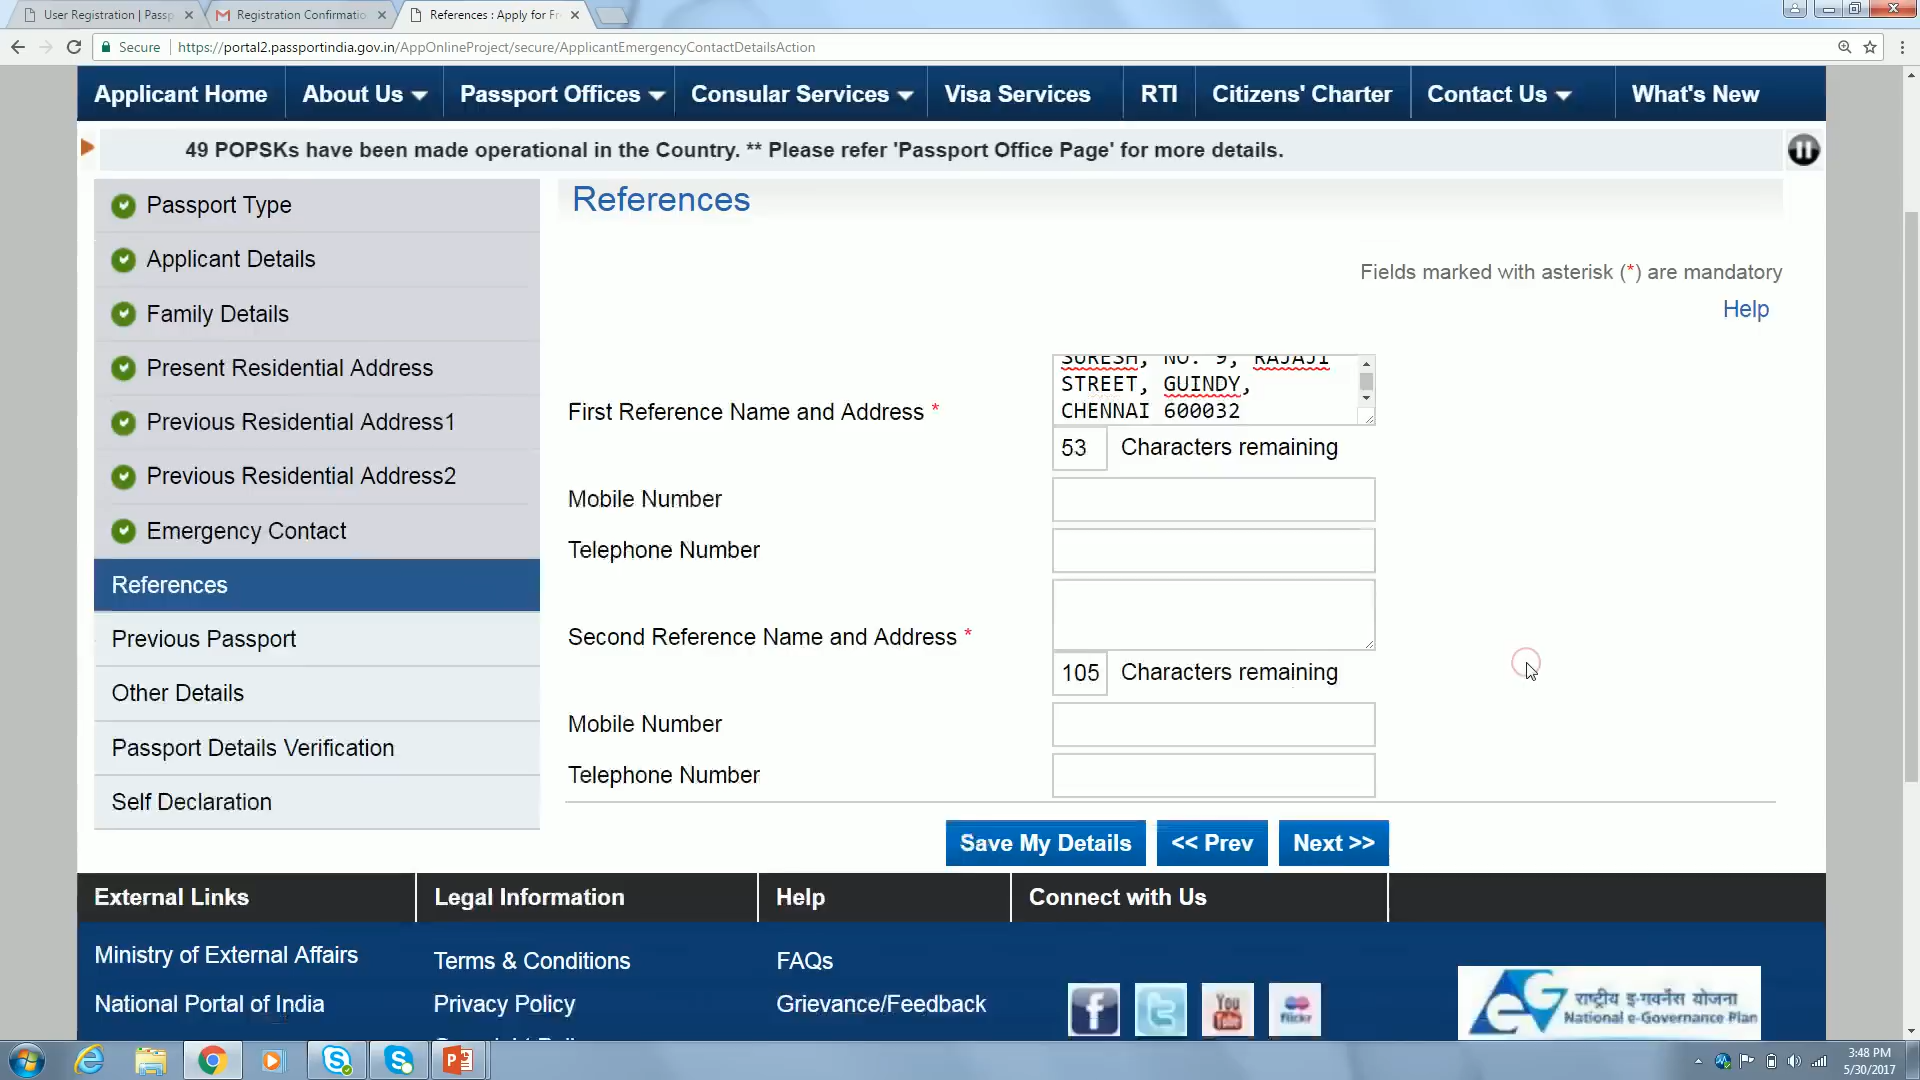 User Registration | Passp
Registration Confirmatio
References : Apply for Fr
Secure
https://portal2.passportindia.gov.in/AppOnlineProject/secure/ApplicantEmergencyContactDetailsAction
Applicant Home
About Us
Passport Offices
Consular Services
Visa Services
RTI
Citizens' Charter
Contact Us
What's New
49 POPSKs have been made operational in the Country. ** Please refer 'Passport Office Page' for more details.
Passport Type
Applicant Details
Family Details
Present Residential Address
Previous Residential Address1
Previous Residential Address2
Emergency Contact
References
Previous Passport
Other Details
Passport Details Verification
Self Declaration
References
Fields marked with asterisk (*) are mandatory
Help
First Reference Name and Address *
SURESH, NO. 9, RAJAJI
STREET, GUINDY,
CHENNAI 600032
53 Characters remaining
Mobile Number
Telephone Number
Second Reference Name and Address *
105 Characters remaining
Mobile Number
Telephone Number
Save My Details
<< Prev
Next >>
External Links
Legal Information
Help
Connect with Us
Ministry of External Affairs
Terms & Conditions
FAQs
National Portal of India
Privacy Policy
Grievance/Feedback
You
Tube
flickr
राष्ट्रीय इ-गवर्नेंस योजना
National e-Governance Plan
3:48 PM
5/30/2017